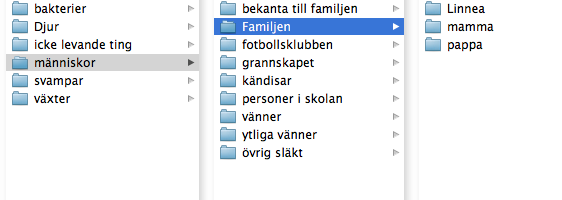 bakterier
Djur
icke levande ting
människor
svampar
växter
bekanta till familjen
Familjen
fotbollsklubben
grannskapet
kändisar
personer i skolan
vänner
ytliga vänner
övrig släkt
Linnea
mamma
pappa